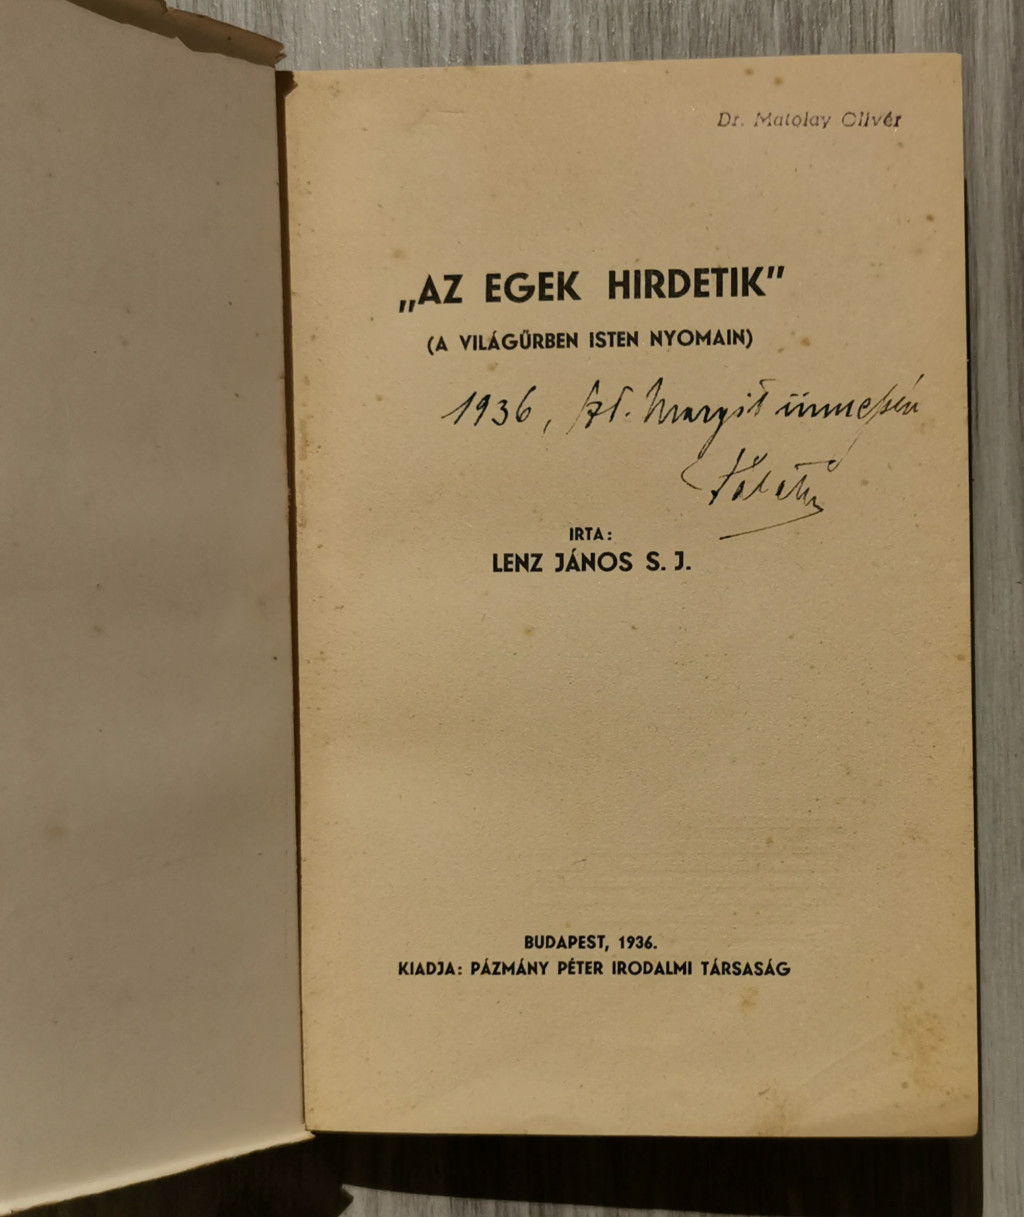 Dr. Matolay Olivér
„AZ EGEK HIRDETIK"
(A VILÁGŰRBEN ISTEN NYOMAIN)
1936, Szt. Margit ünnepén
IRTA:
LENZ JÁNOS S. J.
BUDAPEST, 1936.
KIADJA: PÁZMÁNY PÉTER IRODALMI TÁRSASÁG